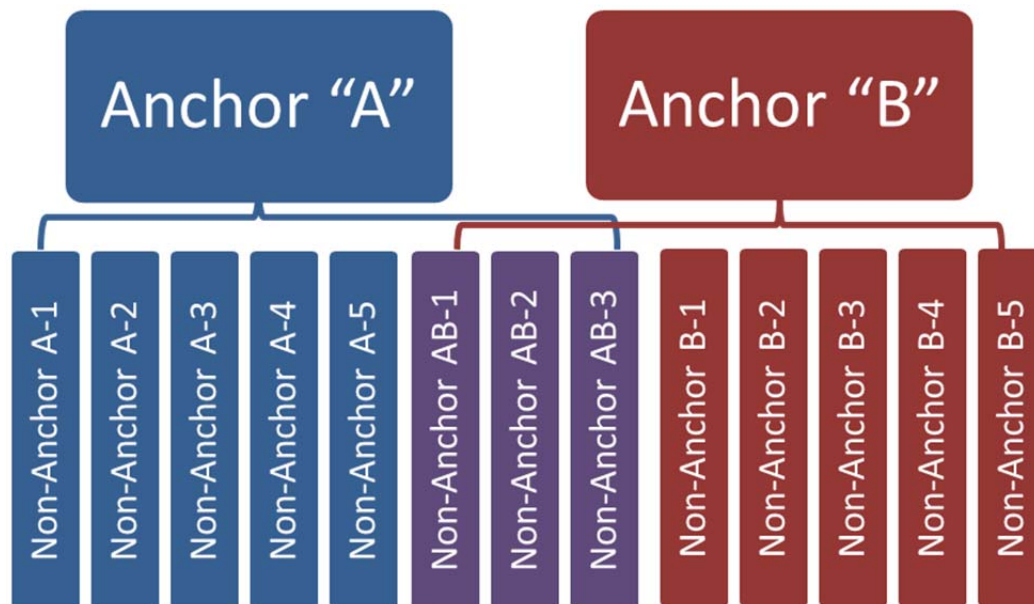 Anchor “A”
Anchor “B”
Non-Anchor A-1
Non-Anchor A-2
Non-Anchor A-3
Non-Anchor A-4
Non-Anchor A-5
Non-Anchor AB-1
Non-Anchor AB-2
Non-Anchor AB-3
Non-Anchor B-1
Non-Anchor B-2
Non-Anchor B-3
Non-Anchor B-4
Non-Anchor B-5